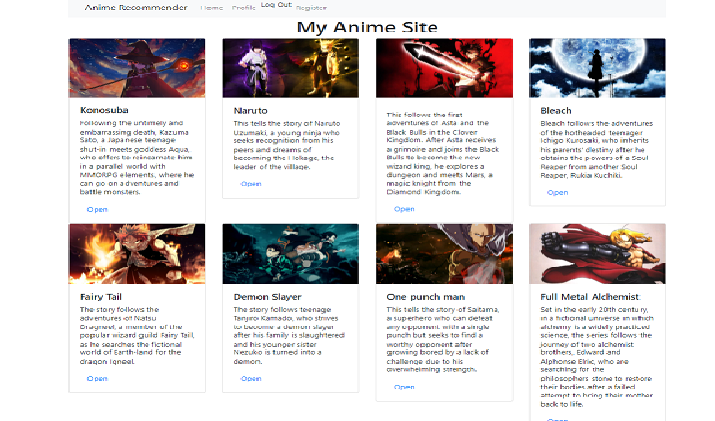 Anime Recommender Home Profile Log Out Register
My Anime Site
Konosuba
Following the untimely and
embarrassing death, Kazuma
Sato, a Japanese teenage
shut-in meets goddess Aqua,
who offers to reincarnate him
in a parallel world with
MMORPG elements, where he
can go on adventures and
battle monsters.
Open
Naruto
This tells the story of Naruto
Uzumaki, a young ninja who
seeks recognition from his
peers and dreams of
becoming the Hokage, the
leader of the village.
Open
This follows the first
adventures of Asta and the
Black Bulls in the Clover
Kingdom. After Asta receives
a grimoire and joins the Black
Bulls to become the new
wizard king, he explores a
dungeon and meets Mars, a
magic knight from the
Diamond Kingdom.
Open
Bleach
Bleach follows the adventures
of the hotheaded teenager
Ichigo Kurosaki, who inherits
his parents' destiny after he
obtains the powers of a Soul
Reaper from another Soul
Reaper, Rukia Kuchiki.
Open
Fairy Tail
The story follows the
adventures of Natsu
Dragneel, a member of the
popular wizard guild Fairy Tail,
as he searches the fictional
world of Earth-land for the
dragon Igneel.
Open
Demon Slayer
The story follows teenage
Tanjiro Kamado, who strives
to become a demon slayer
after his family is slaughtered
and his younger sister
Nezuko is turned into a
demon.
Open
One punch man
This tells the story of Saitama,
a superhero who can defeat
any opponent with a single
punch but seeks to find a
worthy opponent after
growing bored by a lack of
challenge due to his
overwhelming strength.
Open
Full Metal Alchemist
Set in the early 20th century,
in a fictional universe in which
alchemy is a widely practiced
science, the series follows the
journey of two alchemist
brothers, Edward and
Alphonse Elric, who are
searching for the
philosophers stone to restore
their bodies after a failed
attempt to bring their mother
back to life.
Open